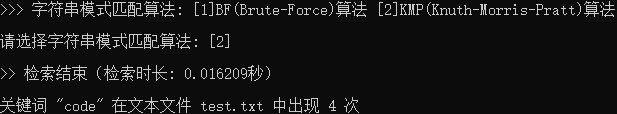 >>> 字符串模式匹配算法: [1]BF(Brute-Force)算法 [2]KMP(Knuth-Morris-Pratt)算法
请选择字符串模式匹配算法: [2]
>> 检索结束 (检索时长: 0.016209秒)
关键词 "code" 在文本文件 test.txt 中出现 4 次